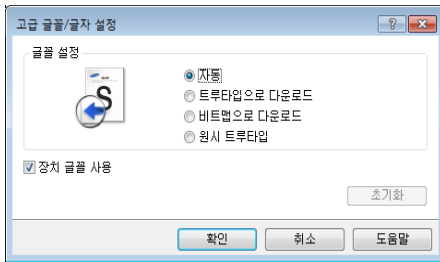 고급 글꼴/글자 설정
글꼴 설정
S
자동
트루타입으로 다운로드
비트맵으로 다운로드
원시 트루타입
장치 글꼴 사용
초기화
확인
취소
도움말